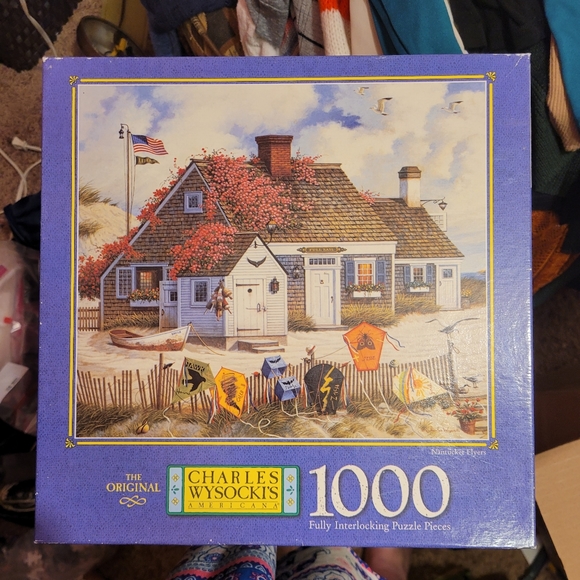 Nantucket Flyers
THE
ORIGINAL
CHARLES
WYSOCKI'S
AMERICANA
1000
Fully Interlocking Puzzle Pieces